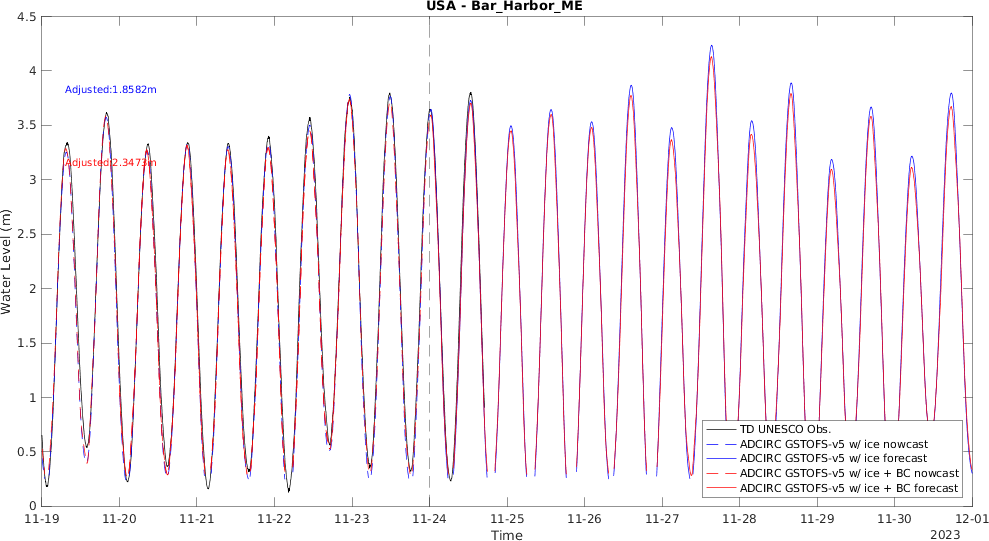 USA - Bar_Harbor_ME
4.5
4
3.5
3
2.5
2
1.5
1
0.5
0
Water Level (m)
Adjusted:1.8582m
Adjusted:2.3473m
TD UNESCO Obs.
ADCIRC GSTOFS-v5 w/ ice nowcast
ADCIRC GSTOFS-v5 w/ ice forecast
ADCIRC GSTOFS-v5 w/ ice + BC nowcast
ADCIRC GSTOFS-v5 w/ ice + BC forecast
11-19 11-20 11-21 11-22 11-23 11-24 11-25 11-26 11-27 11-28 11-29 11-30 12-01
Time
2023